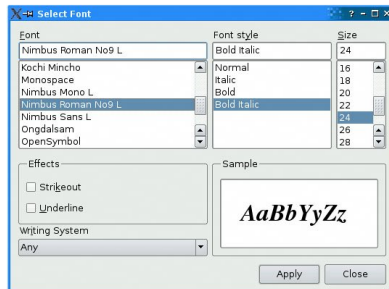 Select Font
Font
Font style
Size
Nimbus Roman No9 L
Bold Italic
24
Kochi Mincho
Monospace
Nimbus Mono L
Nimbus Roman No9 L
Nimbus Sans L
Ongdalsam
OpenSymbol
Normal
Italic
Bold
Bold Italic
16
18
20
22
24
26
28
Effects
Strikeout
Underline
Sample
AaBbYyZz
Writing System
Any
Apply
Close